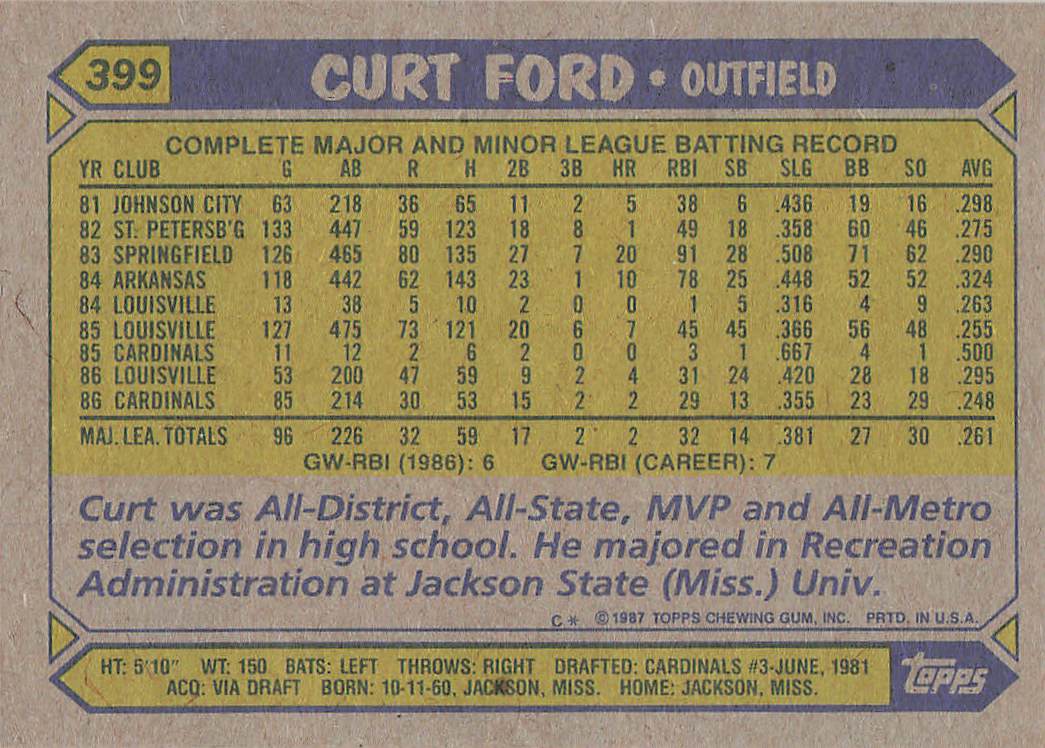 399 CURT FORD • OUTFIELD
COMPLETE MAJOR AND MINOR LEAGUE BATTING RECORD
YR CLUB G AB R H 2B 3B HR RBI SB SLG BB SO AVG
81 JOHNSON CITY 63 218 36 65 11 2 5 38 6 .436 19 16 .298
82 ST. PETERSB'G 133 447 59 123 18 8 1 49 18 .358 60 46 .275
83 SPRINGFIELD 126 465 80 135 27 7 20 91 28 .508 71 62 .290
84 ARKANSAS 118 442 62 143 23 1 10 78 25 .448 52 52 .324
84 LOUISVILLE 13 38 5 10 2 0 0 1 5 .316 4 9 .263
85 LOUISVILLE 127 475 73 121 20 6 7 45 45 .366 56 48 .255
85 CARDINALS 11 12 2 6 2 0 0 3 1 .667 4 1 .500
86 LOUISVILLE 53 200 47 59 9 2 4 31 24 .420 28 18 .295
86 CARDINALS 85 214 30 53 15 2 2 29 13 .355 23 29 .248
MAJ. LEA. TOTALS 96 226 32 59 17 2 2 32 14 .381 27 30 .261
GW-RBI (1986): 6 GW-RBI (CAREER): 7
Curt was All-District, All-State, MVP and All-Metro
selection in high school. He majored in Recreation
Administration at Jackson State (Miss.) Univ.
C* ©1987 TOPPS CHEWING GUM, INC. PRTD. IN U.S.A.
HT: 5'10" WT: 150 BATS: LEFT THROWS: RIGHT DRAFTED: CARDINALS #3-JUNE, 1981
ACQ: VIA DRAFT BORN: 10-11-60, JACKSON, MISS. HOME: JACKSON, MISS.
Topps